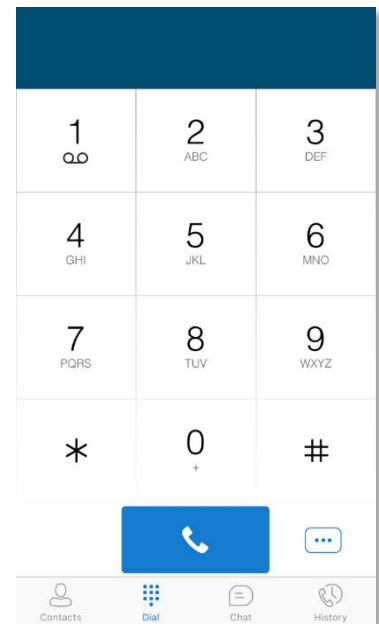 1 2 3
ABC DEF
4 5 6
GHI JKL MNO
7 8 9
PQRS TUV WXYZ
* 0 #
+
Contacts Dial Chat History